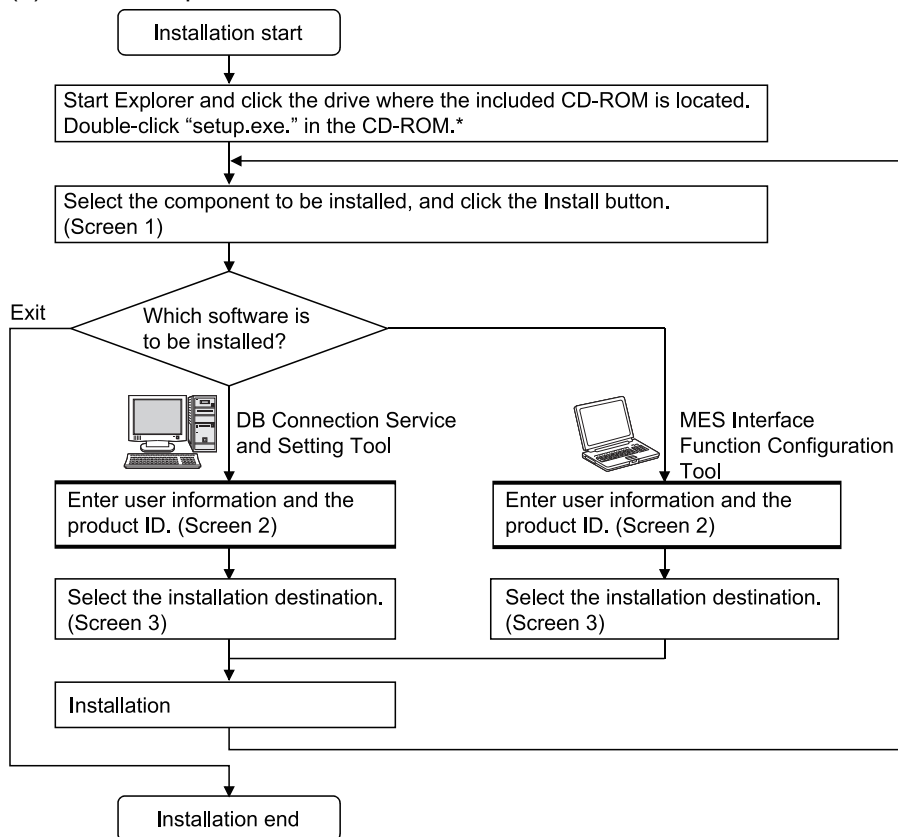 Installation start
Start Explorer and click the drive where the included CD-ROM is located.
Double-click “setup.exe.” in the CD-ROM.*
Select the component to be installed, and click the Install button.
(Screen 1)
Exit
Which software is
to be installed?
DB Connection Service
and Setting Tool
MES Interface
Function Configuration
Tool
Enter user information and the
product ID. (Screen 2)
Enter user information and the
product ID. (Screen 2)
Select the installation destination.
(Screen 3)
Select the installation destination.
(Screen 3)
Installation
Installation end